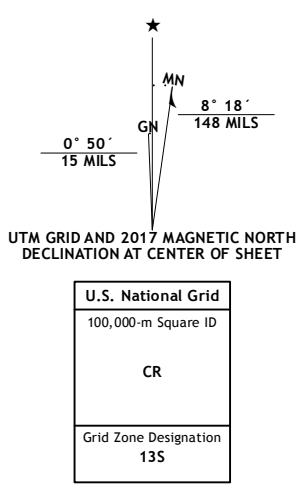 ★
MN
GN
8° 18´
148 MILS
0° 50´
15 MILS
UTM GRID AND 2017 MAGNETIC NORTH
DECLINATION AT CENTER OF SHEET
U.S. National Grid
100,000-m Square ID
CR
Grid Zone Designation
13S